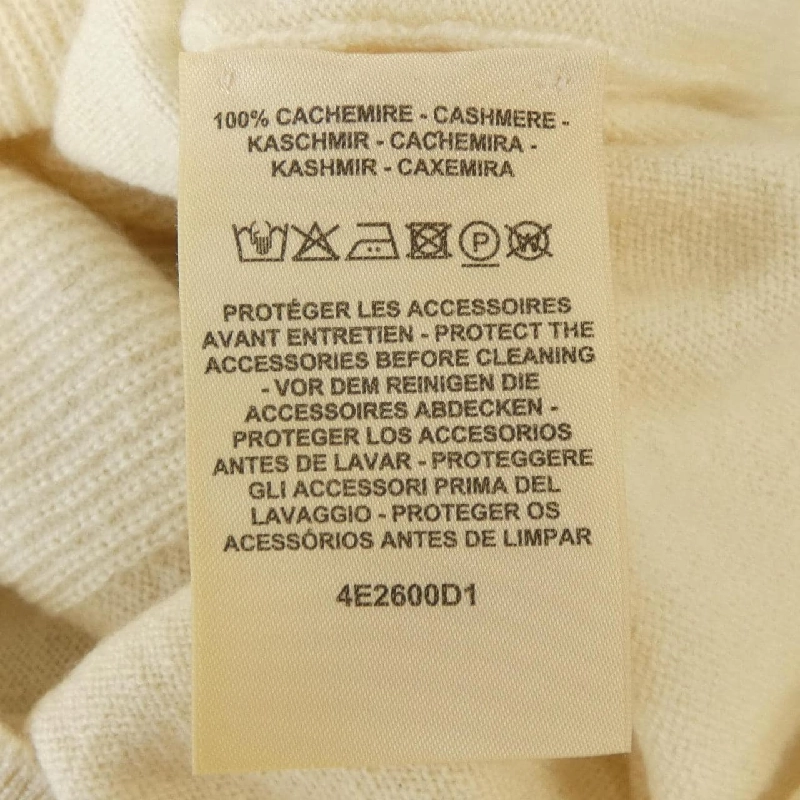 100% CACHEMIRE - CASHMERE -
KASCHMIR - CACHEMIRA -
KASHMIR - CAXEMIRA
P W
PROTÉGER LES ACCESSOIRES
AVANT ENTRETIEN - PROTECT THE
ACCESSORIES BEFORE CLEANING
- VOR DEM REINIGEN DIE
ACCESSOIRES ABDECKEN -
PROTEGER LOS ACCESORIOS
ANTES DE LAVAR - PROTEGGERE
GLI ACCESSORI PRIMA DEL
LAVAGGIO - PROTEGER OS
ACESSÓRIOS ANTES DE LIMPAR
4E2600D1